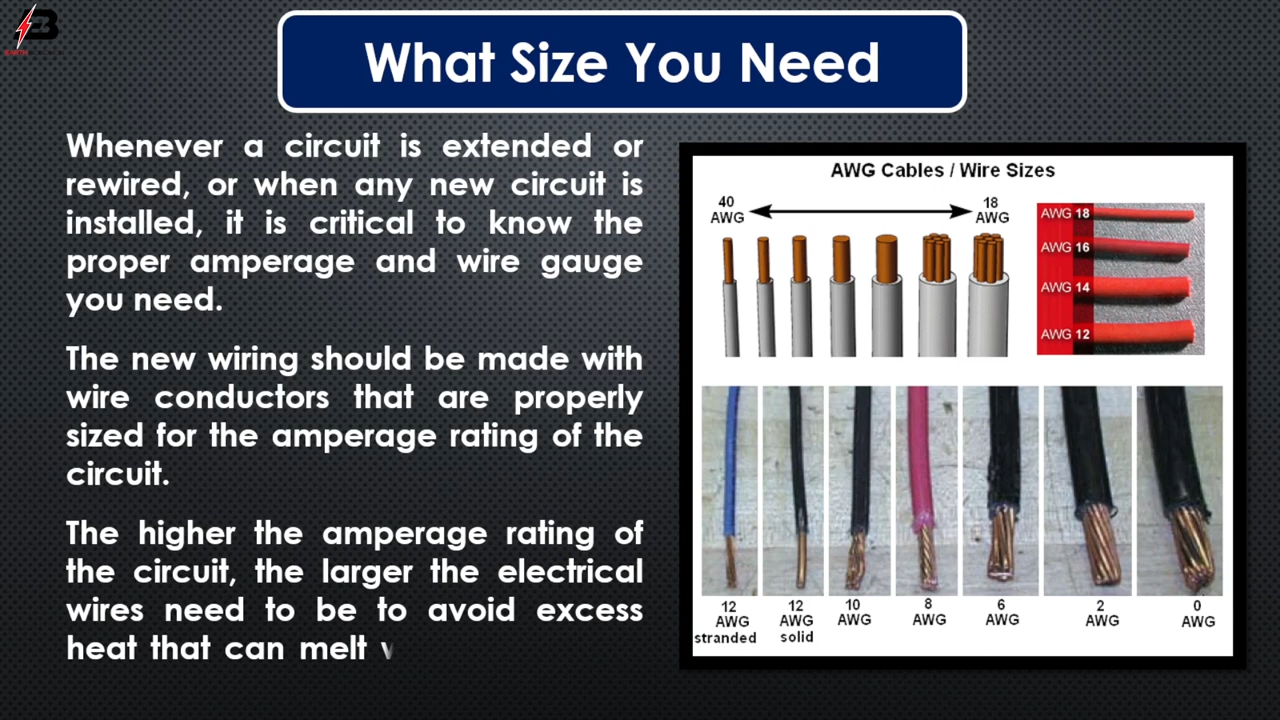 What Size You Need
Whenever a circuit is extended or
rewired, or when any new circuit is
installed, it is critical to know the
proper amperage and wire gauge
you need.
The new wiring should be made with
wire conductors that are properly
sized for the amperage rating of the
circuit.
The higher the amperage rating of
the circuit, the larger the electrical
wires need to be to avoid excess
heat that can melt
AWG Cables / Wire Sizes
40
AWG
18
AWG
AWG 18
AWG 16
AWG 14
AWG 12
12
AWG
stranded
12
AWG
solid
10
AWG
8
AWG
6
AWG
2
AWG
0
AWG